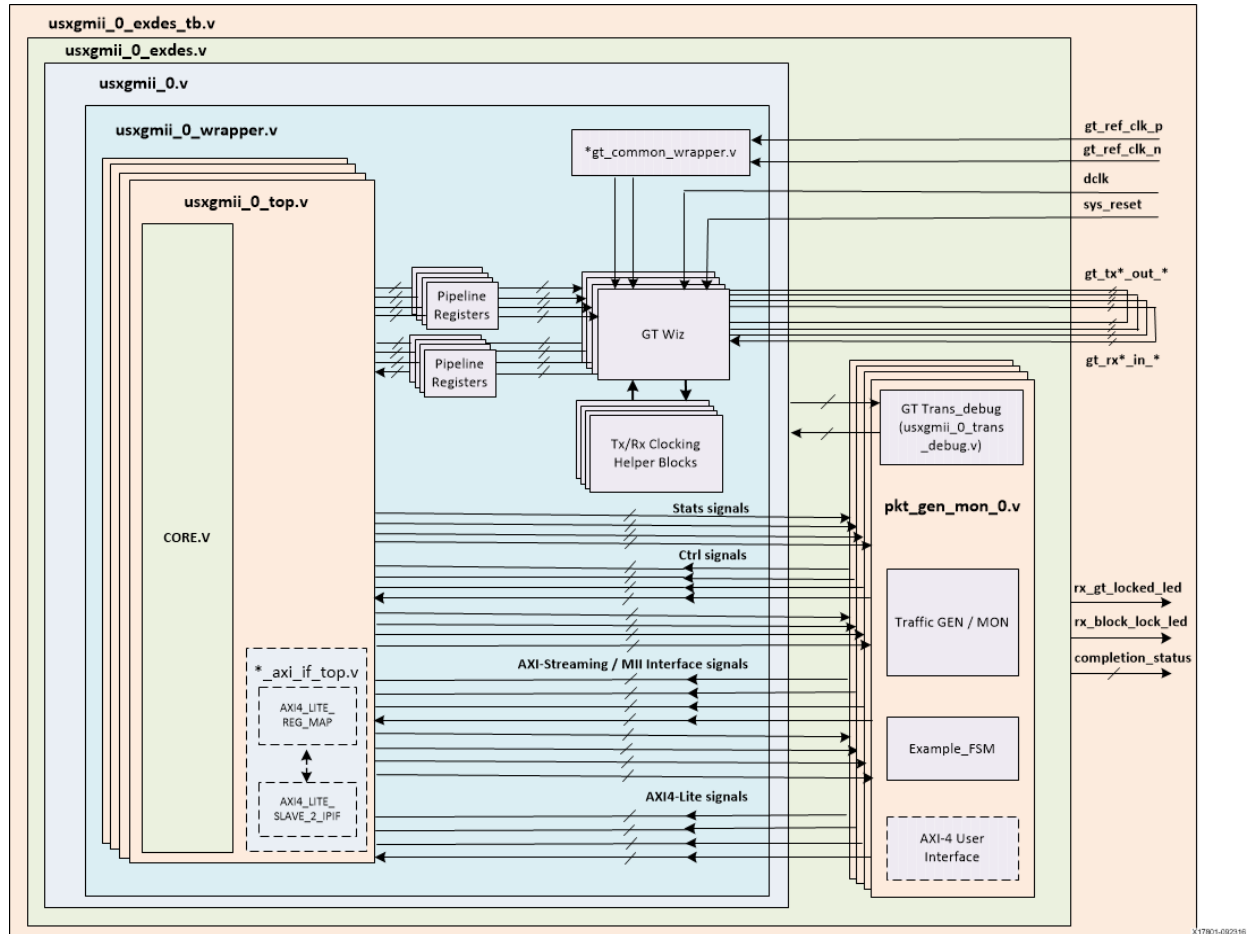 usxgmii_0_exdes_tb.v
usxgmii_0_exdes.v
usxgmii_0.v
usxgmii_0_wrapper.v
*gt_common_wrapper.v
gt_ref_clk_p
gt_ref_clk_n
dclk
sys_reset
usxgmii_0_top.v
gt_tx*_out_*
Pipeline
Registers
GT Wiz
Pipeline
Registers
gt_rx*_in_*
GT Trans_debug
(usxgmii_0_trans
_debug.v)
Tx/Rx Clocking
Helper Blocks
Stats signals
pkt_gen_mon_0.v
CORE.V
Ctrl signals
rx_gt_locked_led
Traffic GEN / MON
rx_block_lock_led
completion_status
AXI-Streaming / MII Interface signals
*_axi_if_top.v
AXI4_LITE_
REG_MAP
Example_FSM
AXI4_LITE_
SLAVE_2_IPIF
AXI4-Lite signals
AXI-4 User
Interface
X17801-092316